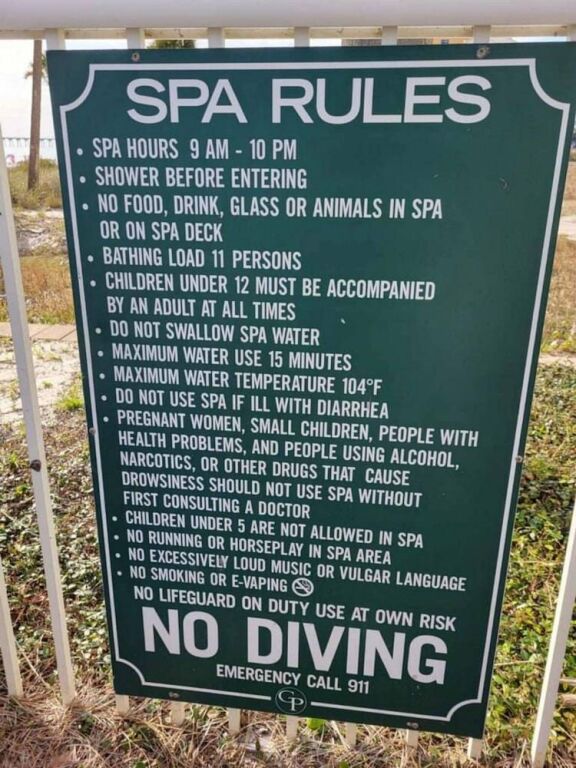 SPA RULES
• SPA HOURS 9 AM - 10 PM
• SHOWER BEFORE ENTERING
• NO FOOD, DRINK, GLASS OR ANIMALS IN SPA
OR ON SPA DECK
• BATHING LOAD 11 PERSONS
• CHILDREN UNDER 12 MUST BE ACCOMPANIED
BY AN ADULT AT ALL TIMES
• DO NOT SWALLOW SPA WATER
• MAXIMUM WATER USE 15 MINUTES
• MAXIMUM WATER TEMPERATURE 104°F
• DO NOT USE SPA IF ILL WITH DIARRHEA
• PREGNANT WOMEN, SMALL CHILDREN, PEOPLE WITH
HEALTH PROBLEMS, AND PEOPLE USING ALCOHOL,
NARCOTICS, OR OTHER DRUGS THAT CAUSE
DROWSINESS SHOULD NOT USE SPA WITHOUT
FIRST CONSULTING A DOCTOR
• CHILDREN UNDER 5 ARE NOT ALLOWED IN SPA
• NO RUNNING OR HORSEPLAY IN SPA AREA
• NO EXCESSIVELY LOUD MUSIC OR VULGAR LANGUAGE
• NO SMOKING OR E-VAPING
NO LIFEGUARD ON DUTY USE AT OWN RISK
NO DIVING
EMERGENCY CALL 911
GP